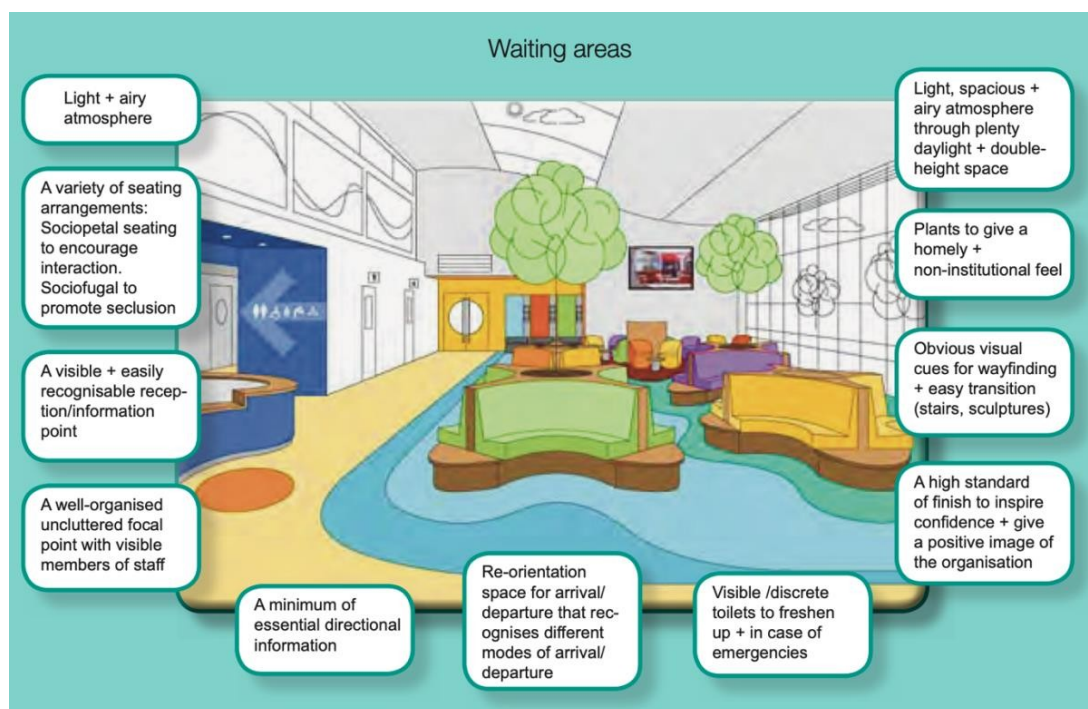 Waiting areas
Light + airy
atmosphere
A variety of seating
arrangements:
Sociopetal seating
to encourage
interaction.
Sociofugal to
promote seclusion
A visible + easily
recognisable recep-
tion/information
point
A well-organised
uncluttered focal
point with visible
members of staff
A minimum of
essential directional
information
Re-orientation
space for arrival/
departure that rec-
ognises different
modes of arrival/
departure
Visible /discrete
toilets to freshen
up + in case of
emergencies
Light, spacious +
airy atmosphere
through plenty
daylight + double-
height space
Plants to give a
homely +
non-institutional feel
Obvious visual
cues for wayfinding
+ easy transition
(stairs, sculptures)
A high standard
of finish to inspire
confidence + give
a positive image of
the organisation